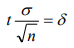 t σ/√n = δ